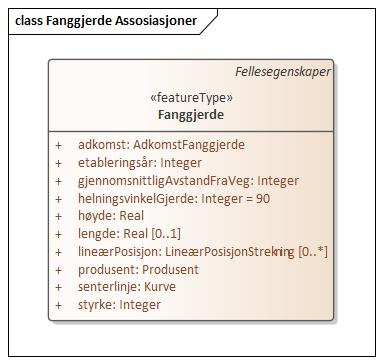 class Fanggjerde Assosiasjoner
Fellesegenskaper
«featureType»
Fanggjerde
+ adkomst: AdkomstFanggjerde
+ etableringsår: Integer
+ gjennomsnittligAvstandFraVeg: Integer
+ helningsvinkelGjerde: Integer = 90
+ høyde: Real
+ lengde: Real [0..1]
+ lineærPosisjon: LineærPosisjonStrekning [0..*]
+ produsent: Produsent
+ senterlinje: Kurve
+ styrke: Integer